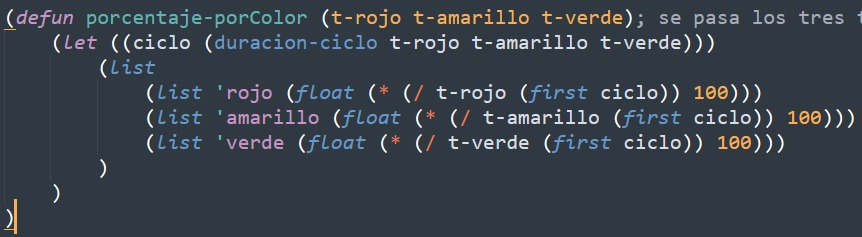 (defun porcentaje-porColor (t-rojo t-amarillo t-verde); se pasa los tres t
(let ((ciclo (duracion-ciclo t-rojo t-amarillo t-verde)))
(list
(list 'rojo (float (* (/ t-rojo (first ciclo)) 100)))
(list 'amarillo (float (* (/ t-amarillo (first ciclo)) 100)))
(list 'verde (float (* (/ t-verde (first ciclo)) 100)))
)
)
)